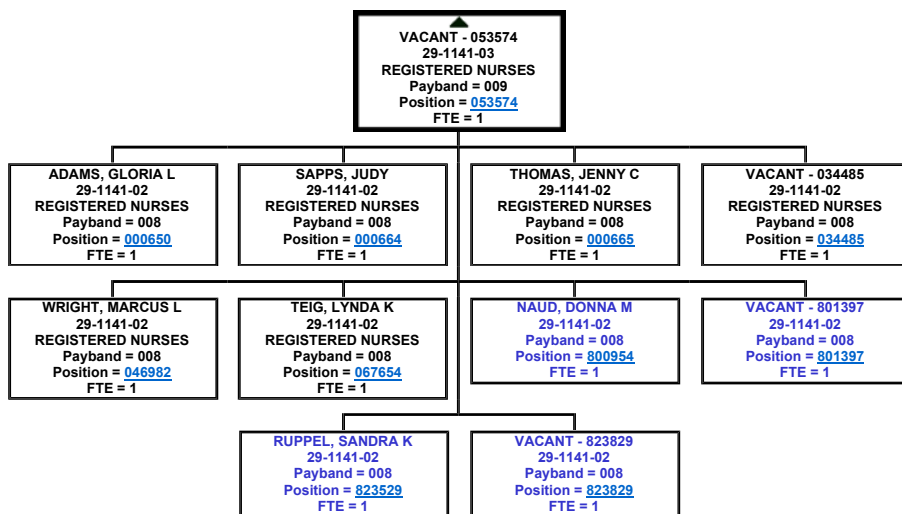 VACANT - 053574
29-1141-03
REGISTERED NURSES
Payband = 009
Position = 053574
FTE = 1
ADAMS, GLORIA L
29-1141-02
REGISTERED NURSES
Payband = 008
Position = 000650
FTE = 1
SAPPS, JUDY
29-1141-02
REGISTERED NURSES
Payband = 008
Position = 000664
FTE = 1
THOMAS, JENNY C
29-1141-02
REGISTERED NURSES
Payband = 008
Position = 000665
FTE = 1
VACANT - 034485
29-1141-02
REGISTERED NURSES
Payband = 008
Position = 034485
FTE = 1
WRIGHT, MARCUS L
29-1141-02
REGISTERED NURSES
Payband = 008
Position = 046982
FTE = 1
TEIG, LYNDA K
29-1141-02
REGISTERED NURSES
Payband = 008
Position = 067654
FTE = 1
NAUD, DONNA M
29-1141-02
Payband = 008
Position = 800954
FTE = 1
VACANT - 801397
29-1141-02
Payband = 008
Position = 801397
FTE = 1
RUPPEL, SANDRA K
29-1141-02
Payband = 008
Position = 823529
FTE = 1
VACANT - 823829
29-1141-02
Payband = 008
Position = 823829
FTE = 1